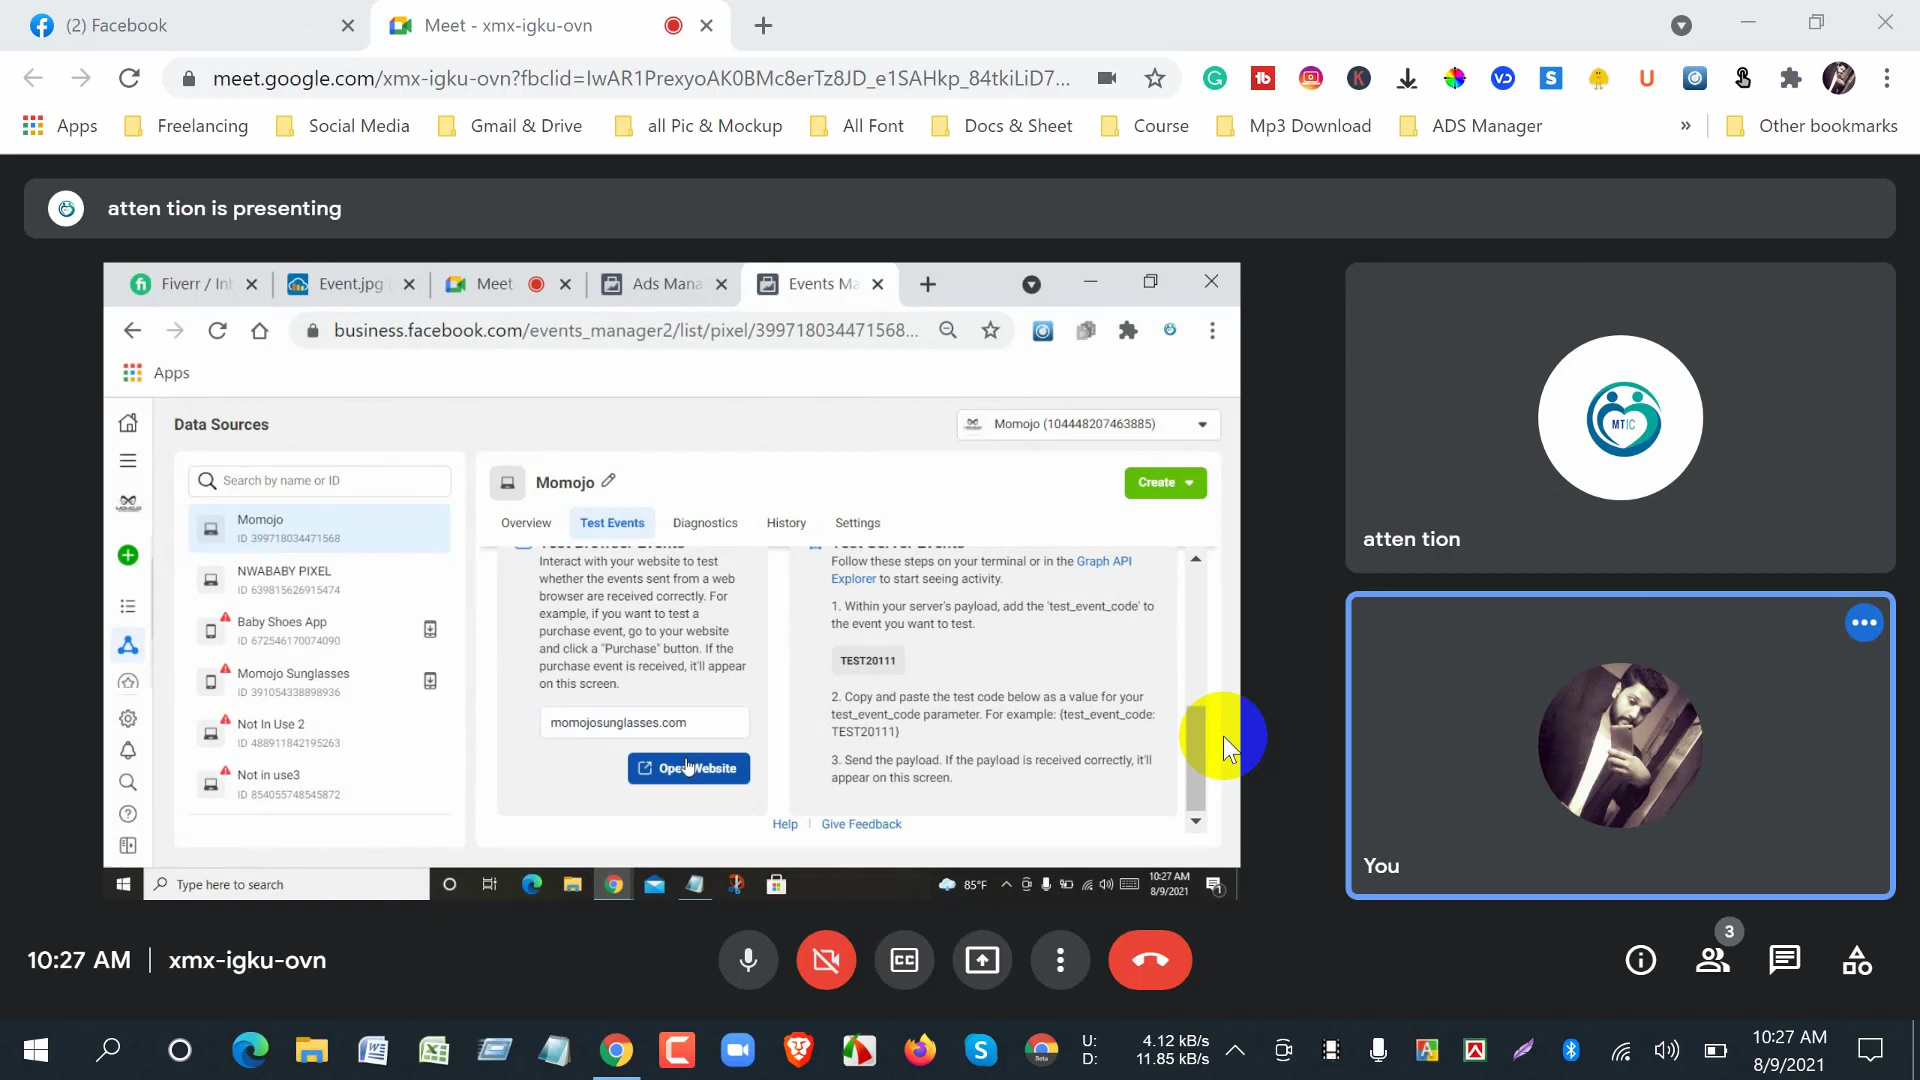 (2) Facebook
Meet - xmx-igku-ovn
meet.google.com/xmx-igku-ovn?fbclid=IwAR1PrexyoAK0BMc8erTz8JD_e1SAHkp_84tkiLiD7...
Apps
Freelancing
Social Media
Gmail & Drive
all Pic & Mockup
All Font
Docs & Sheet
Course
Mp3 Download
ADS Manager
»
Other bookmarks
atten tion is presenting
Fiverr / Int
Event.jpg
Meet
Ads Mana
Events Ma
business.facebook.com/events_manager2/list/pixel/399718034471568...
Apps
Data Sources
Momojo (104448207463885)
Search by name or ID
Momojo
ID 399718034471568
NWABABY PIXEL
ID 639815626915474
Baby Shoes App
ID 672546170074090
Momojo Sunglasses
ID 391054338898936
Not In Use 2
ID 488911842195263
Not in use3
ID 854055748545872
Momojo
Create
Overview
Test Events
Diagnostics
History
Settings
Test Browser Events
Interact with your website to test
whether the events sent from a web
browser are received correctly. For
example, if you want to test a
purchase event, go to your website
and click a "Purchase" button. If the
purchase event is received, it'll appear
on this screen.
momojosunglasses.com
Open Website
Test Server Events
Follow these steps on your terminal or in the Graph API
Explorer to start seeing activity.
1. Within your server's payload, add the 'test_event_code' to
the event you want to test.
TEST20111
2. Copy and paste the test code below as a value for your
test_event_code parameter. For example: {test_event_code:
TEST20111}
3. Send the payload. If the payload is received correctly, it'll
appear on this screen.
Help
Give Feedback
Type here to search
85°F
10:27 AM
8/9/2021
MTIC
atten tion
You
10:27 AM
xmx-igku-ovn
CC
3
U: 4.12 kB/s
D: 11.85 kB/s
10:27 AM
8/9/2021